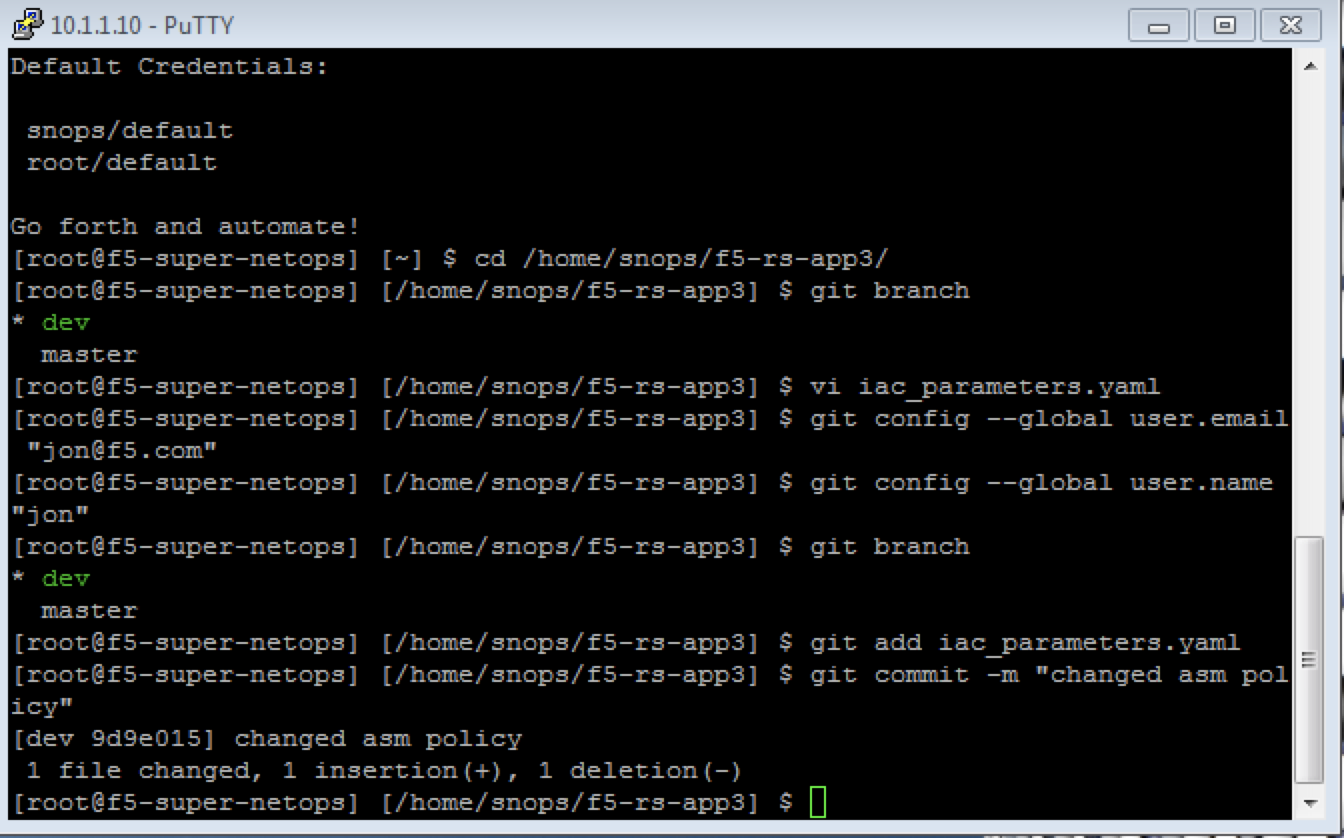 10.1.1.10 - PuTTY
Default Credentials:
snops/default
root/default
Go forth and automate!
[root@f5-super-netops] [~] $ cd /home/snops/f5-rs-app3/
[root@f5-super-netops] [/home/snops/f5-rs-app3] $ git branch
* dev
master
[root@f5-super-netops] [/home/snops/f5-rs-app3] $ vi iac_parameters.yaml
[root@f5-super-netops] [/home/snops/f5-rs-app3] $ git config --global user.email
"jon@f5.com"
[root@f5-super-netops] [/home/snops/f5-rs-app3] $ git config --global user.name
"jon"
[root@f5-super-netops] [/home/snops/f5-rs-app3] $ git branch
* dev
master
[root@f5-super-netops] [/home/snops/f5-rs-app3] $ git add iac_parameters.yaml
[root@f5-super-netops] [/home/snops/f5-rs-app3] $ git commit -m "changed asm pol
icy"
[dev 9d9e015] changed asm policy
1 file changed, 1 insertion(+), 1 deletion(-)
[root@f5-super-netops] [/home/snops/f5-rs-app3] $